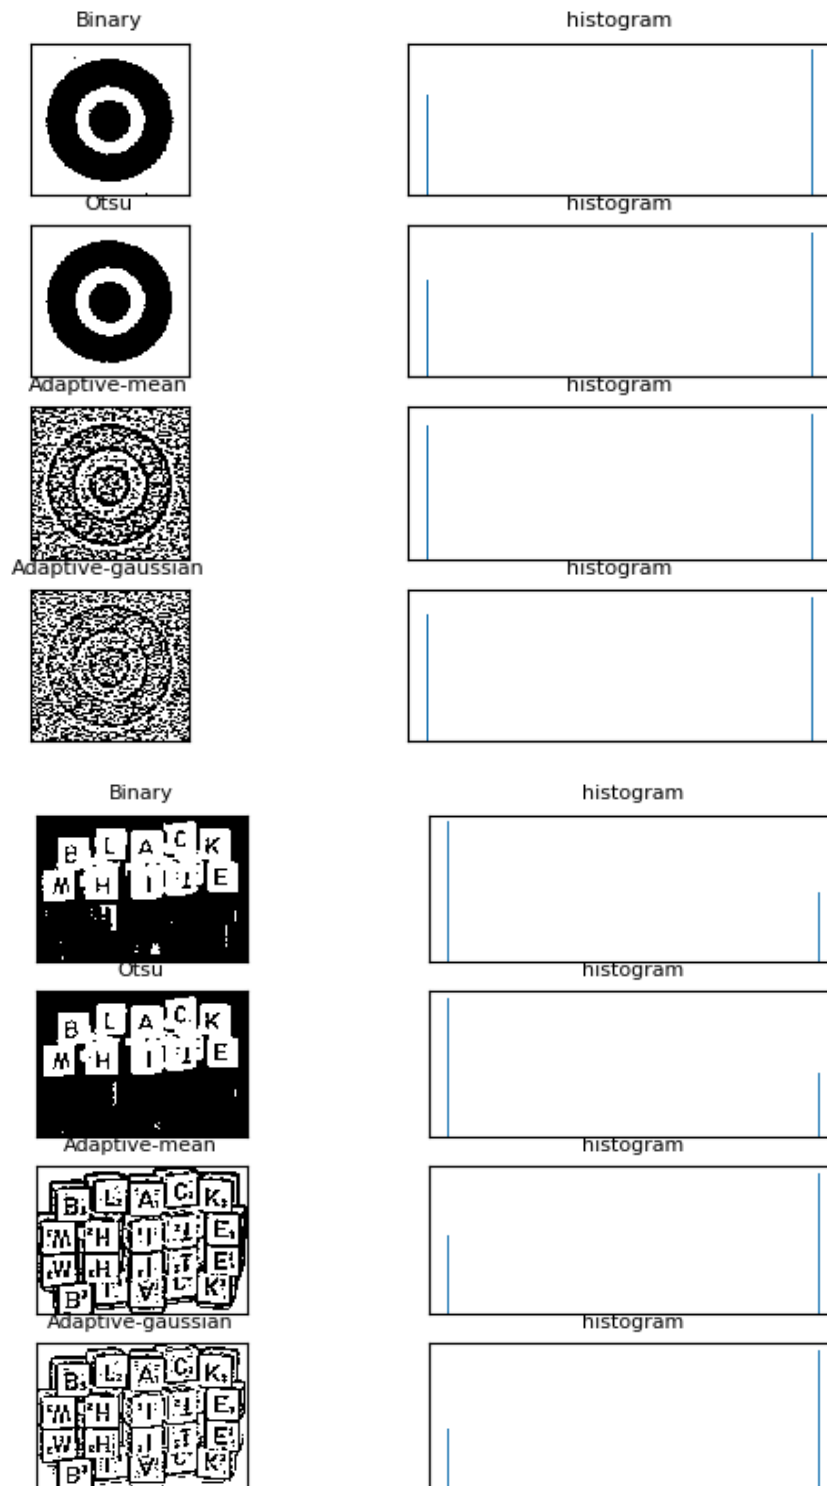 Binary histogram
Otsu histogram
Adaptive-mean histogram
Adaptive-gaussian histogram
Binary histogram
B L A C K
W H I T E
H
Otsu histogram
B L A C K
W H I T E
Adaptive-mean histogram
B L A C K
W H I T E
W H I T E
B L A C K
Adaptive-gaussian histogram
B L A C K
W H I T E
W H I T E
B L A C K